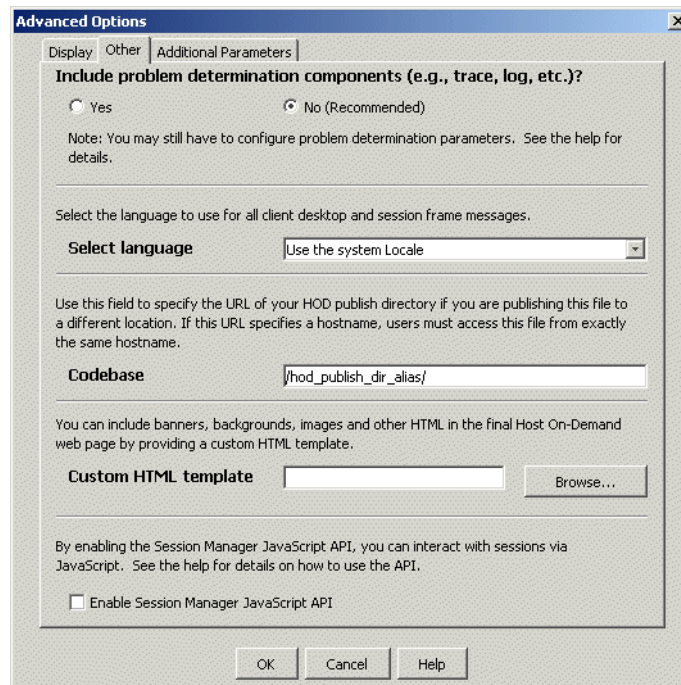 Advanced Options
Display Other Additional Parameters
Include problem determination components (e.g., trace, log, etc.)?
Yes No (Recommended)
Note: You may still have to configure problem determination parameters. See the help for
details.
Select the language to use for all client desktop and session frame messages.
Select language Use the system Locale
Use this field to specify the URL of your HOD publish directory if you are publishing this file to
a different location. If this URL specifies a hostname, users must access this file from exactly
the same hostname.
Codebase /hod_publish_dir_alias/
You can include banners, backgrounds, images and other HTML in the final Host On-Demand
web page by providing a custom HTML template.
Custom HTML template Browse...
By enabling the Session Manager JavaScript API, you can interact with sessions via
JavaScript. See the help for details on how to use the API.
Enable Session Manager JavaScript API
OK Cancel Help